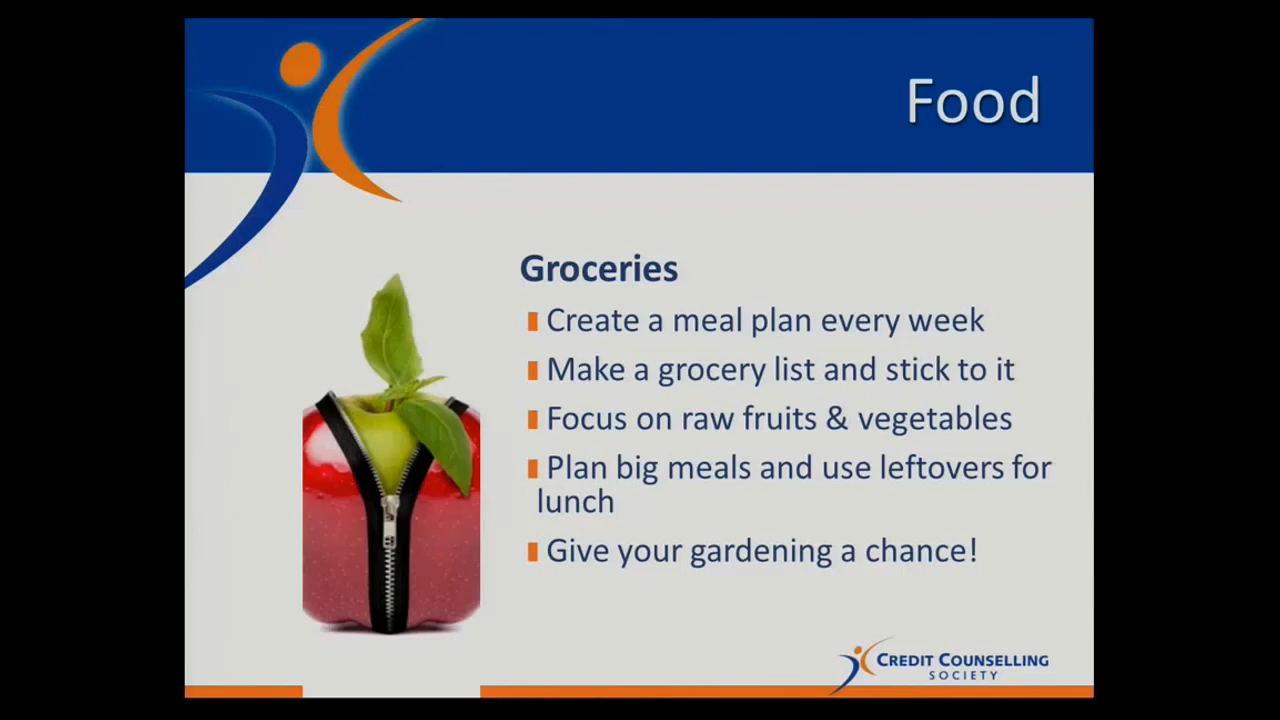 Food
Groceries
Create a meal plan every week
Make a grocery list and stick to it
Focus on raw fruits & vegetables
Plan big meals and use leftovers for
lunch
Give your gardening a chance!
CREDIT COUNSELLING
SOCIETY